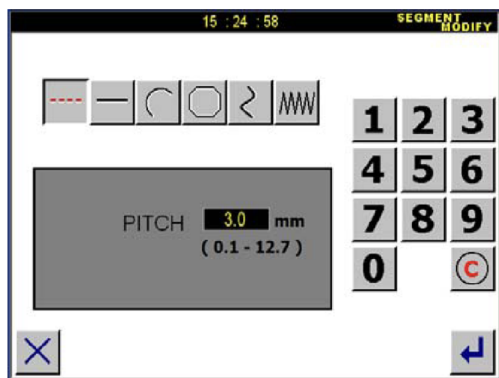 15 : 24 : 58
SEGMENT
MODIFY
1 2 3
4 5 6
PITCH 3.0 mm
7 8 9
( 0.1 - 12.7 )
0 C